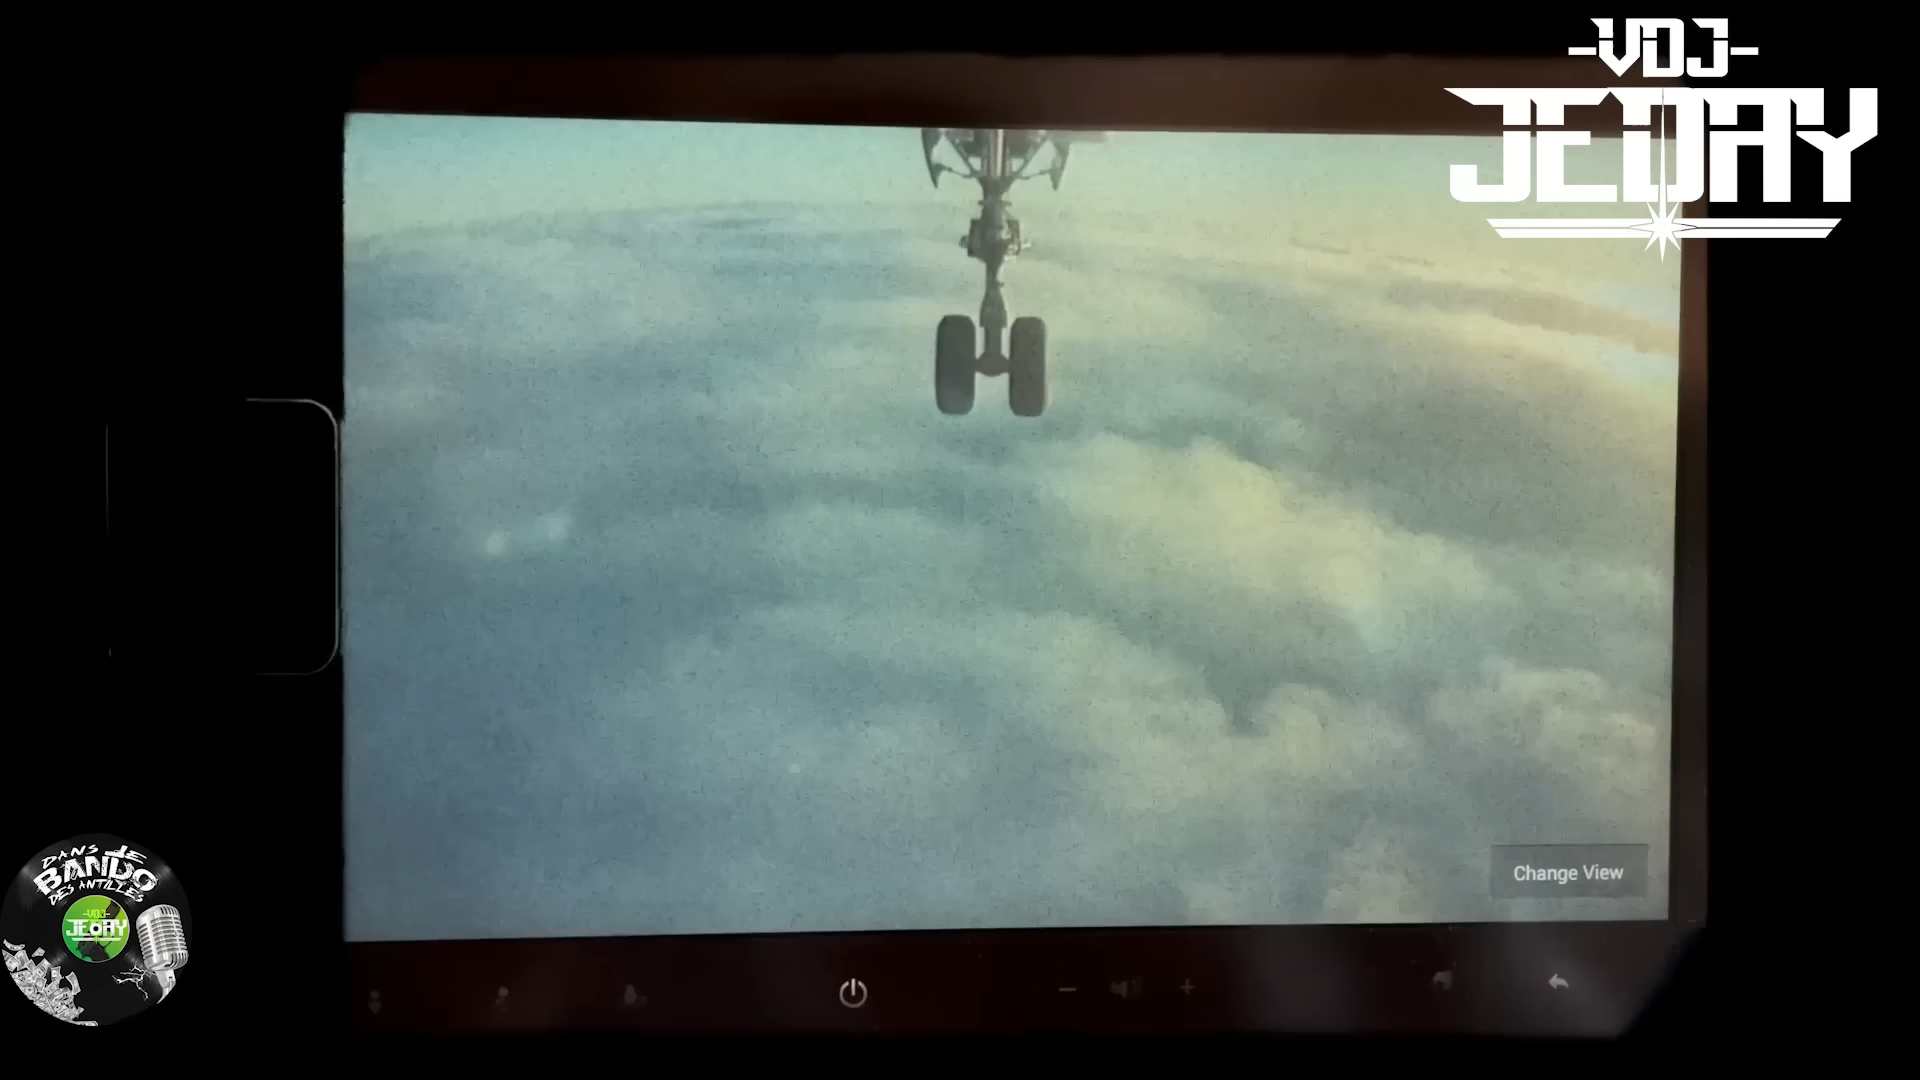 -VDJ-
JEDAY
Change View
DANS LE
BANDO
DES ANTILLES
-VDJ-
JEDAY